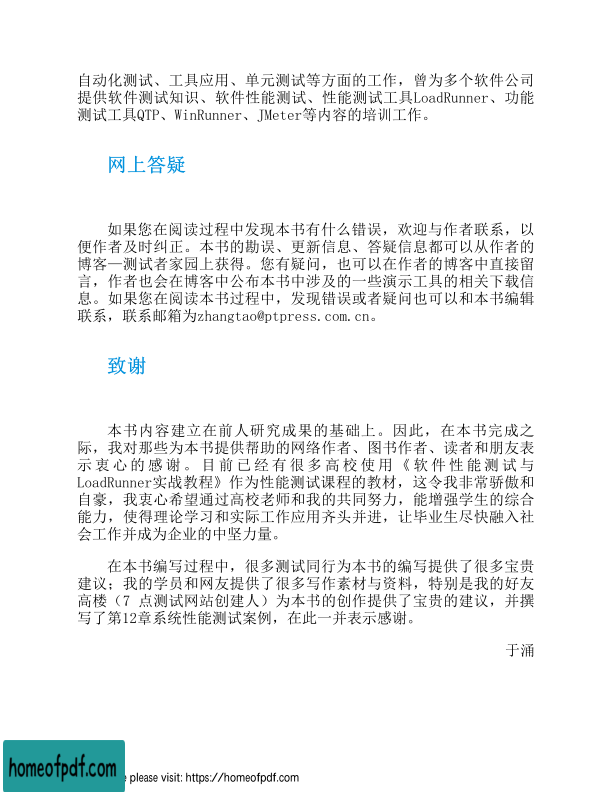 自动化测试、工具应用、单元测试等方面的工作，曾为多个软件公司
提供软件测试知识、软件性能测试、性能测试工具LoadRunner、功能
测试工具QTP、WinRunner、JMeter等内容的培训工作。
网上答疑
如果您在阅读过程中发现本书有什么错误，欢迎与作者联系，以
便作者及时纠正。本书的勘误、更新信息、答疑信息都可以从作者的
博客—测试者家园上获得。您有疑问，也可以在作者的博客中直接留
言，作者也会在博客中公布本书中涉及的一些演示工具的相关下载信
息。如果您在阅读本书过程中，发现错误或者疑问也可以和本书编辑
联系，联系邮箱为zhangtao@ptpress.com.cn。
致谢
本书内容建立在前人研究成果的基础上。因此，在本书完成之
际，我对那些为本书提供帮助的网络作者、图书作者、读者和朋友表
示衷心的感谢。目前已经有很多高校使用《软件性能测试与
LoadRunner实战教程》作为性能测试课程的教材，这令我非常骄傲和
自豪，我衷心希望通过高校老师和我的共同努力，能增强学生的综合
能力，使得理论学习和实际工作应用齐头并进，让毕业生尽快融入社
会工作并成为企业的中坚力量。
在本书编写过程中，很多测试同行为本书的编写提供了很多宝贵
建议；我的学员和网友提供了很多写作素材与资料，特别是我的好友
高楼（7 点测试网站创建人）为本书的创作提供了宝贵的建议，并撰
写了第12章系统性能测试案例，在此一并表示感谢。
于涌
homeofpdf.com
please visit: https://homeofpdf.com